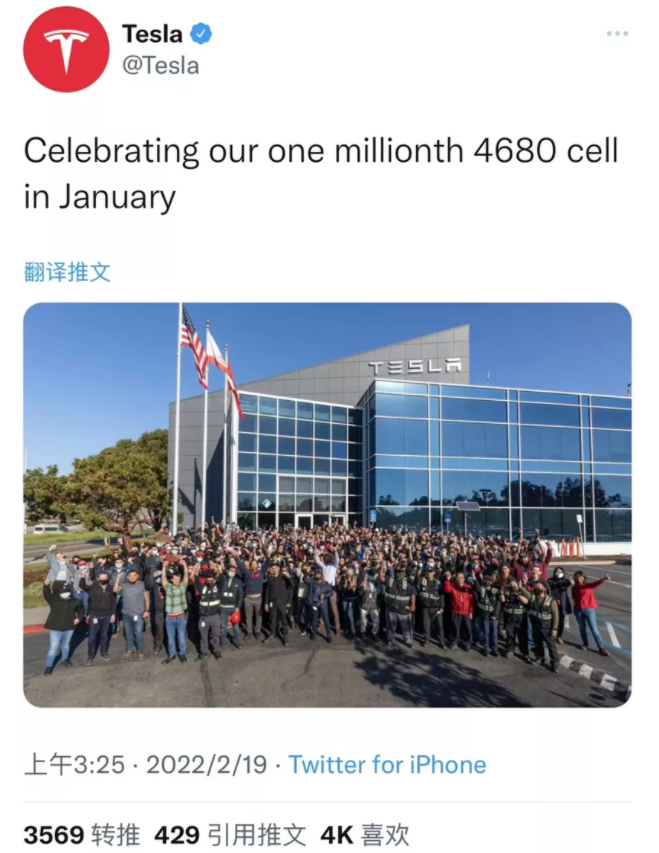 Tesla
@Tesla
Celebrating our one millionth 4680 cell
in January
翻译推文
TESLA
上午3:25 · 2022/2/19 · Twitter for iPhone
3569 转推 429 引用推文 4K 喜欢